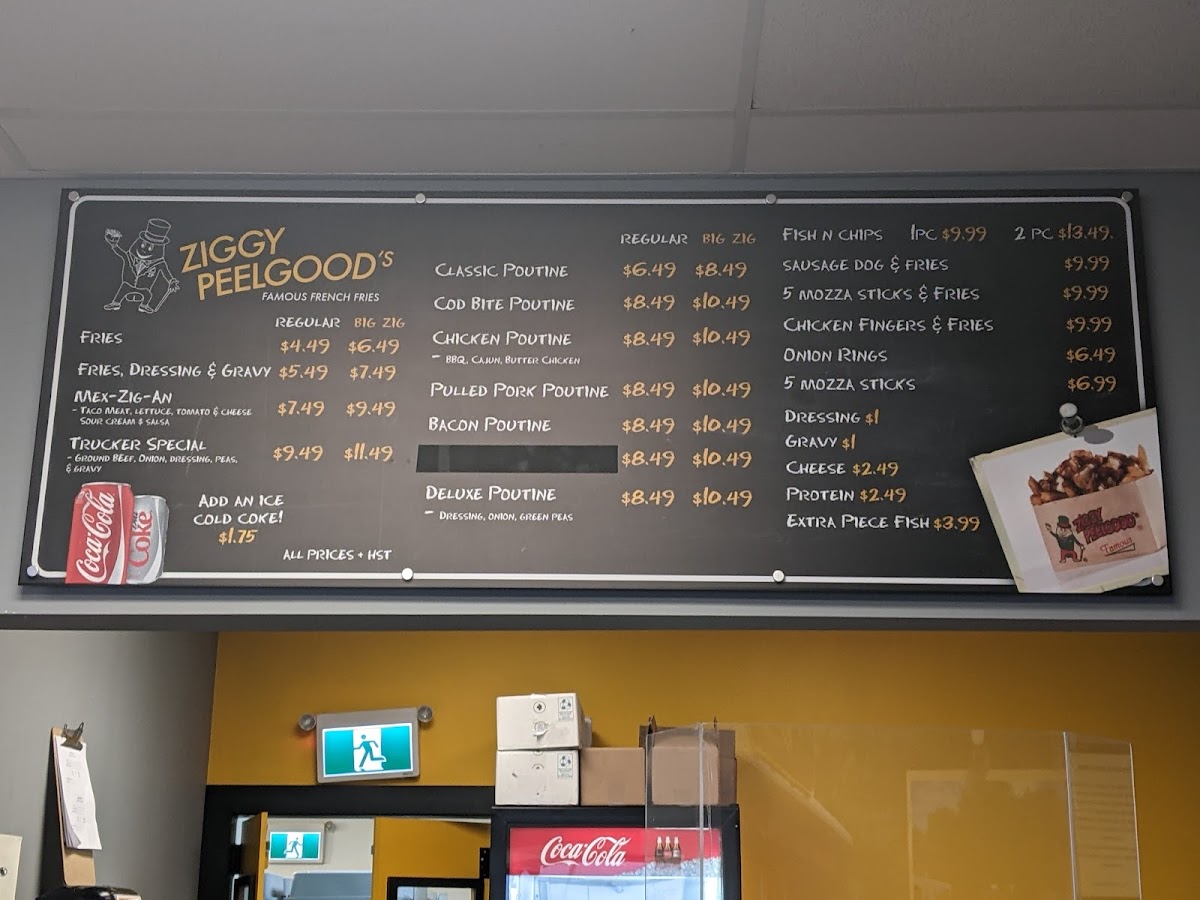 ZIGGY
PEELGOOD'S
FAMOUS FRENCH FRIES
REGULAR BIG ZIG
FRIES $4.49 $6.49
FRIES, DRESSING & GRAVY $5.49 $7.49
MEX-ZIG-AN $7.49 $9.49
- TACO MEAT, LETTUCE, TOMATO & CHEESE
SOUR CREAM & SALSA
TRUCKER SPECIAL $9.49 $11.49
- GROUND BEEF, ONION, DRESSING, PEAS,
& GRAVY
Coca-Cola
Coke
ADD AN ICE
COLD COKE!
$1.75
ALL PRICES + HST
REGULAR BIG ZIG
CLASSIC POUTINE $6.49 $8.49
COD BITE POUTINE $8.49 $10.49
CHICKEN POUTINE $8.49 $10.49
- BBQ, CAJUN, BUTTER CHICKEN
PULLED PORK POUTINE $8.49 $10.49
BACON POUTINE $8.49 $10.49
$8.49 $10.49
DELUXE POUTINE $8.49 $10.49
- DRESSING, ONION, GREEN PEAS
FISH N CHIPS 1PC $9.99 2 PC $13.49.
SAUSAGE DOG & FRIES $9.99
5 MOZZA STICKS & FRIES $9.99
CHICKEN FINGERS & FRIES $9.99
ONION RINGS $6.49
5 MOZZA STICKS $6.99
DRESSING $1
GRAVY $1
CHEESE $2.49
PROTEIN $2.49
EXTRA PIECE FISH $3.99
ZIGGY
PEELGOOD'S
Famous
Coca-Cola